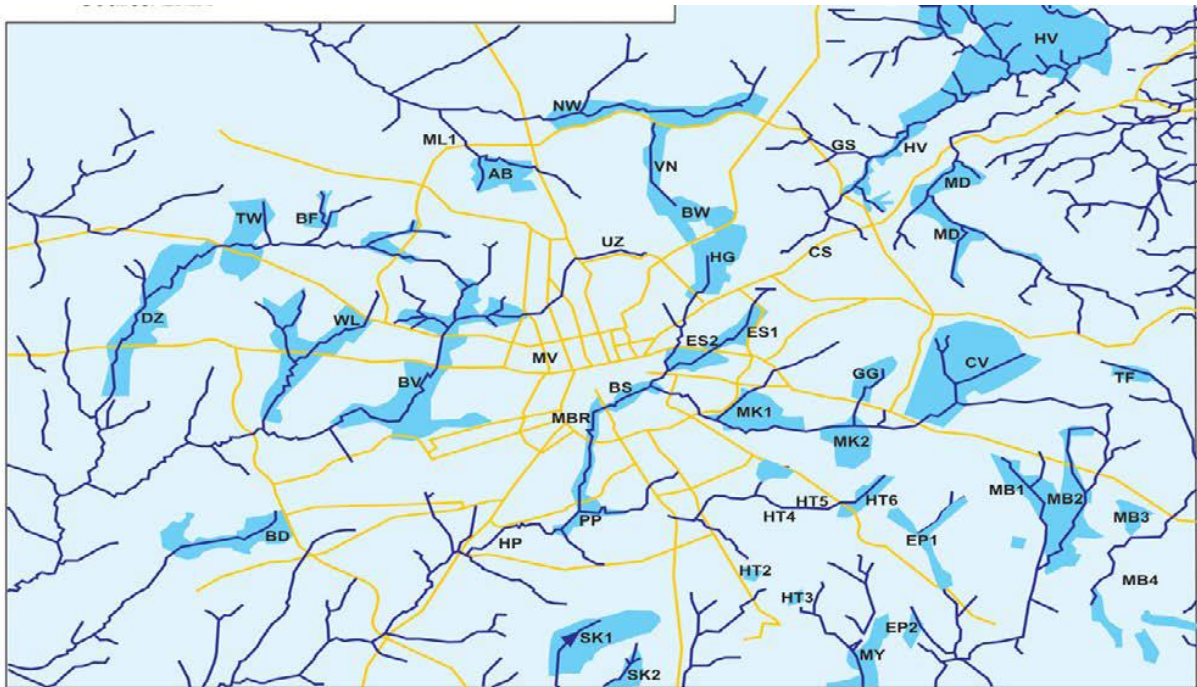 HV
NW
ML1
GS
HV
VN
AB
MD
TW
BF
BW
MD
UZ
CS
HG
DZ
WL
ES1
ES2
MV
CV
BV
GGI
TF
BS
MK1
MBR
MK2
MB1
MB2
HT5
HT6
MB3
HT4
PP
BD
HP
EP1
HT2
MB4
HT3
EP2
SK1
MY
SK2